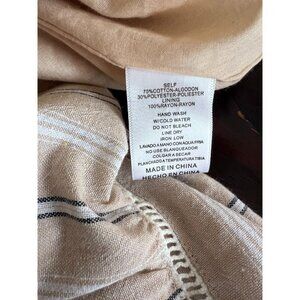 SELF
70%COTTON-ALGODON
30%POLYESTER-POLIESTER
LINING
100%RAYON-RAYON
HAND WASH
W/COLD WATER
DO NOT BLEACH
LINE DRY
IRON LOW
LAVADO A MANO CON AQUA FRIA
NO USE BLANQUEADOR
COLGAR A SECAR
PLANCHAD A TEMPERATURA TIBIA
MADE IN CHINA
HECHO EN CHINA